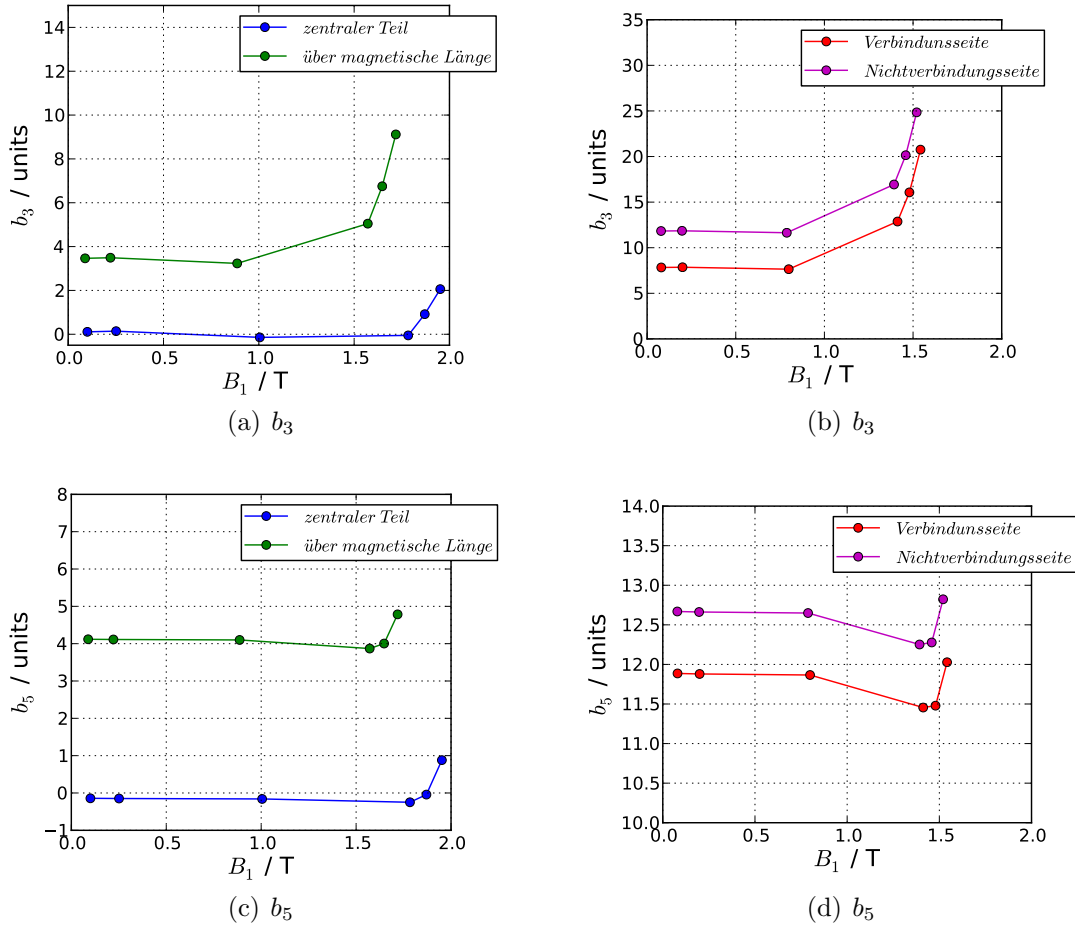 zentraler Teil
über magnetische Länge
14
12
10
8
6
4
2
0
b3 / units
0.0 0.5 1.0 1.5 2.0
B1 / T
(a) b3
Verbindunsseite
Nichtverbindungsseite
35
30
25
20
15
10
5
0
b3 / units
0.0 0.5 1.0 1.5 2.0
B1 / T
(b) b3
zentraler Teil
über magnetische Länge
8
7
6
5
4
3
2
1
0
−1
b5 / units
0.0 0.5 1.0 1.5 2.0
B1 / T
(c) b5
Verbindunsseite
Nichtverbindungsseite
14.0
13.5
13.0
12.5
12.0
11.5
11.0
10.5
10.0
b5 / units
0.0 0.5 1.0 1.5 2.0
B1 / T
(d) b5